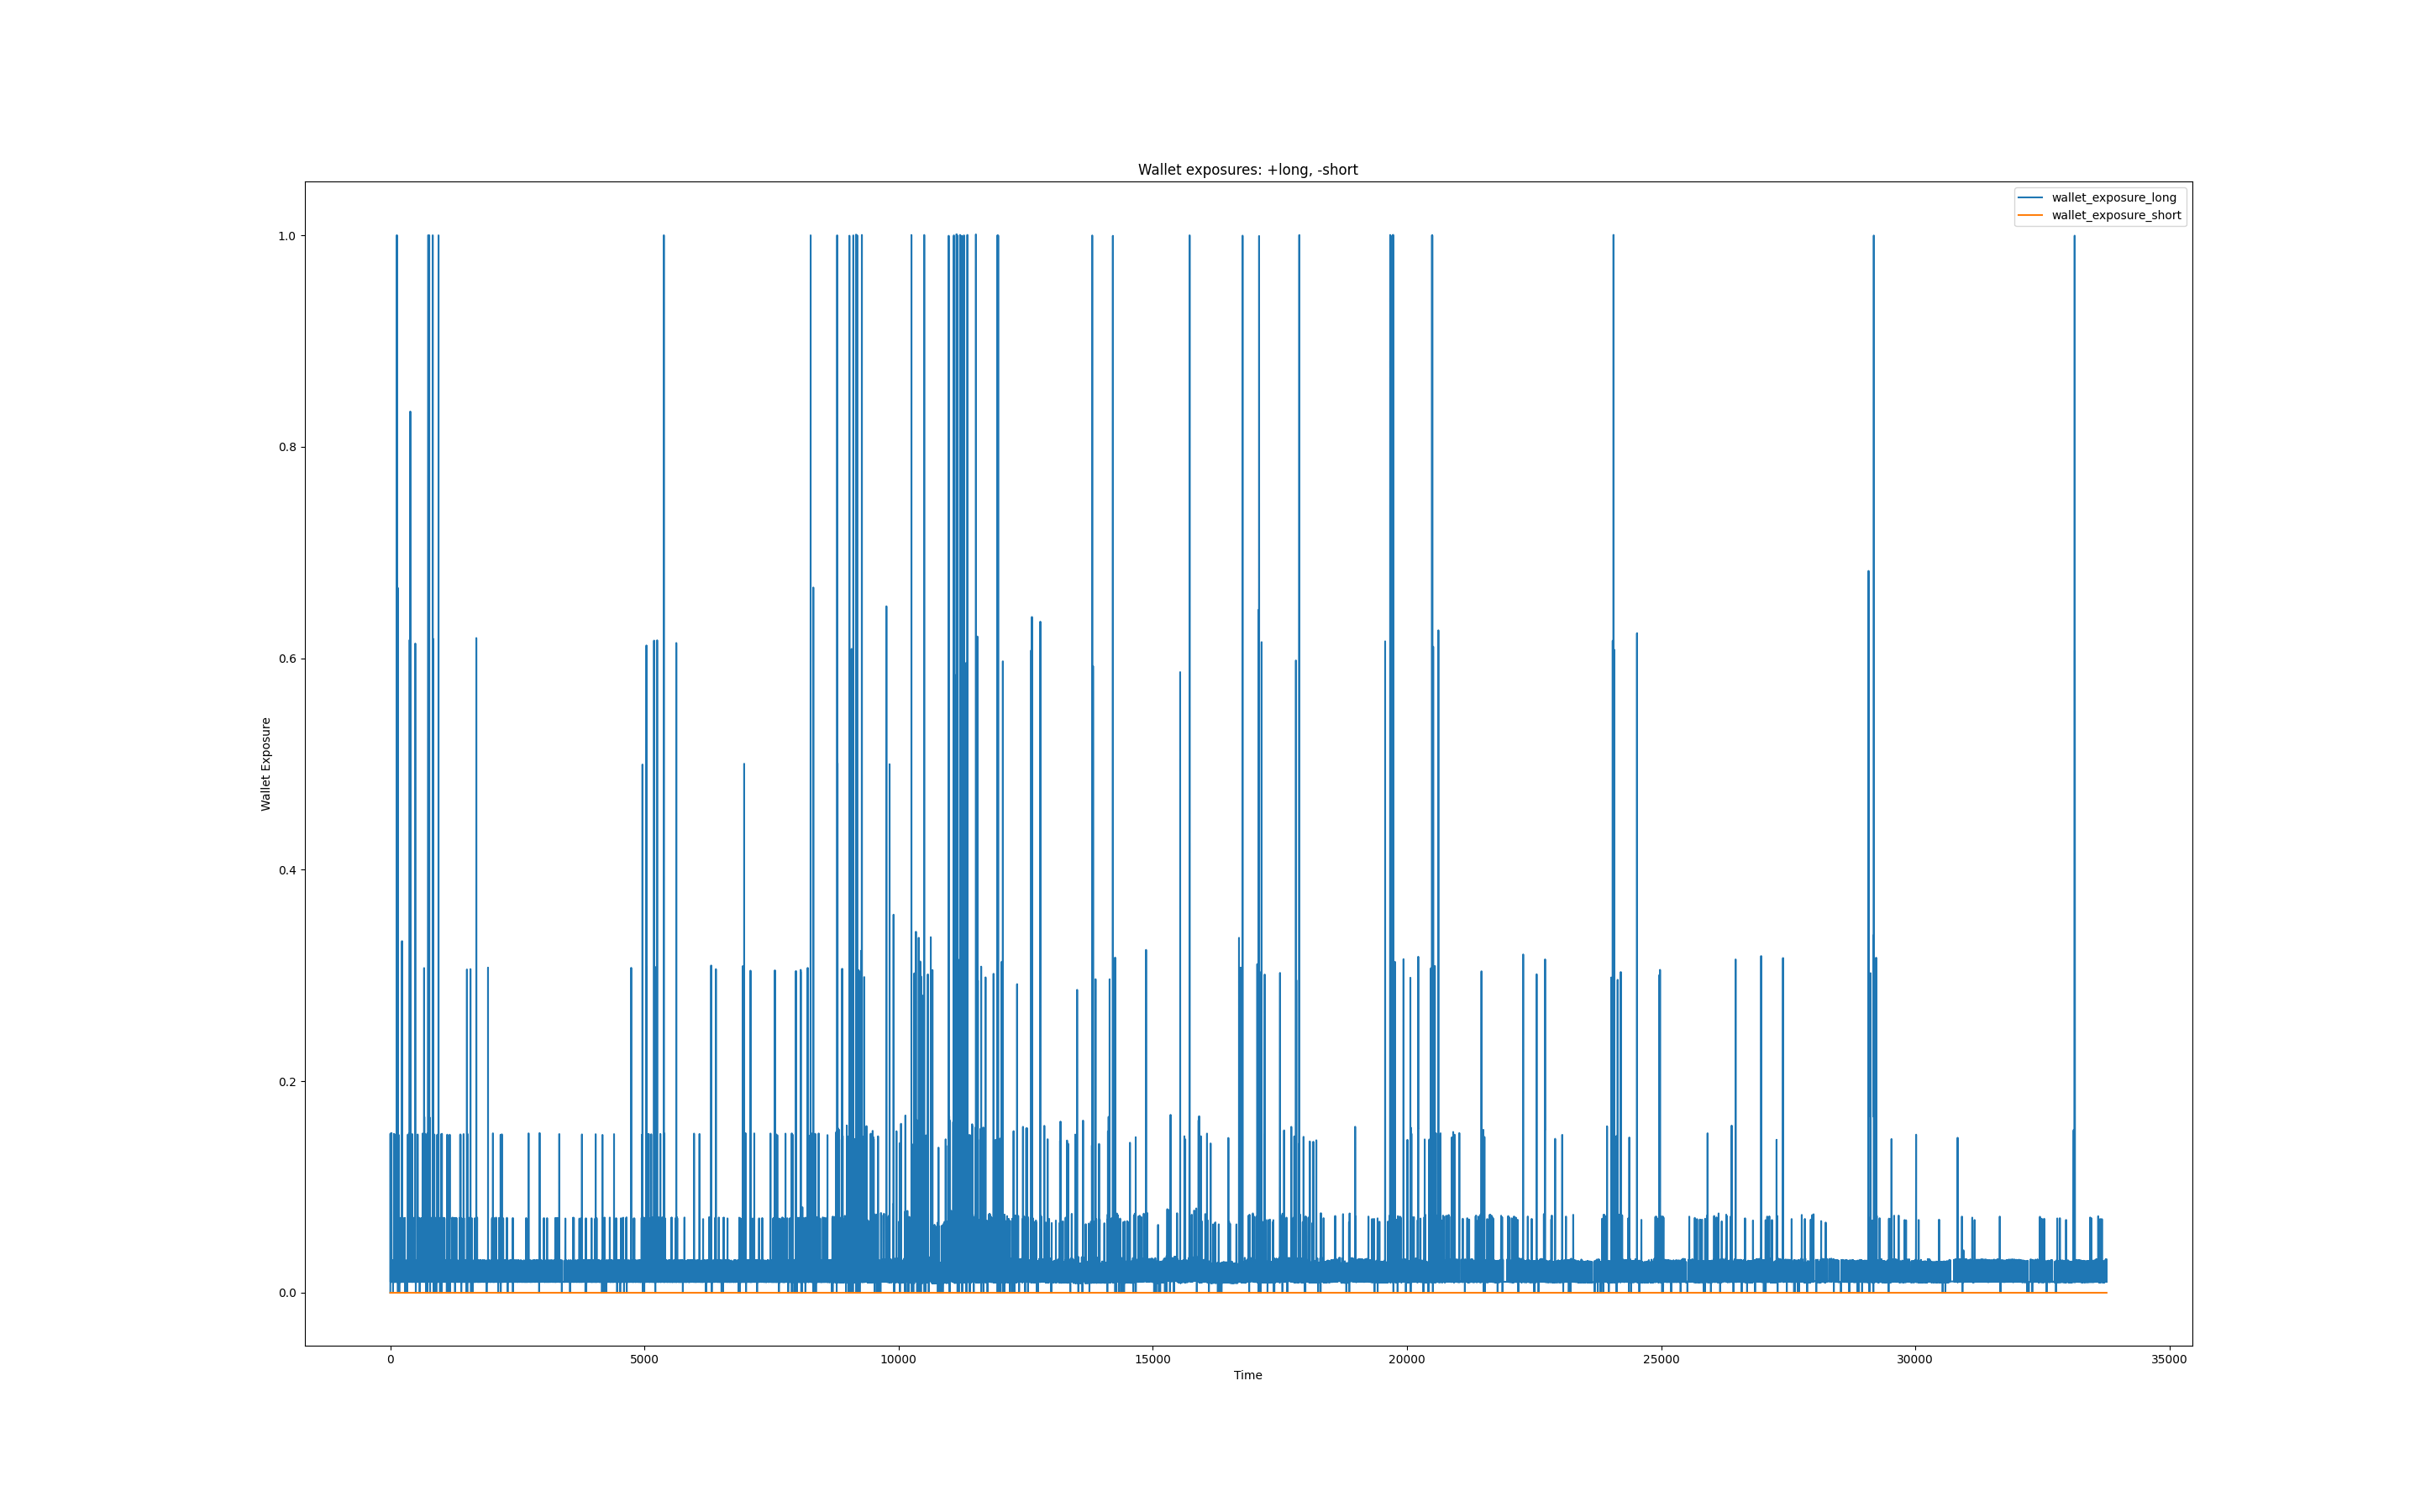 Wallet exposures: +long, -short
wallet_exposure_long
wallet_exposure_short
1.0
0.8
0.6
0.4
0.2
0.0
Wallet Exposure
0 5000 10000 15000 20000 25000 30000 35000
Time